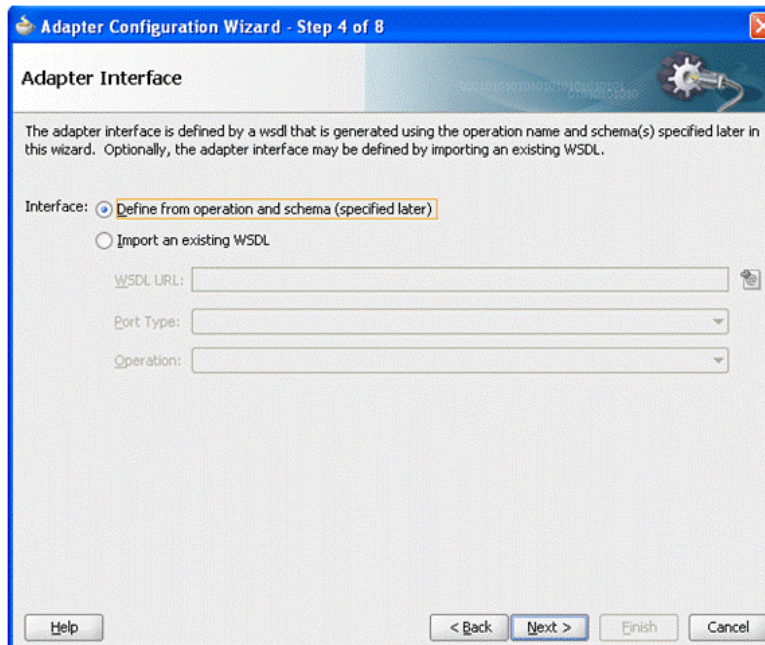 Adapter Configuration Wizard - Step 4 of 8
Adapter Interface
0101010101010101010101
01010101010
The adapter interface is defined by a wsdl that is generated using the operation name and schema(s) specified later in
this wizard. Optionally, the adapter interface may be defined by importing an existing WSDL.
Interface: Define from operation and schema (specified later)
Import an existing WSDL
WSDL URL:
Port Type:
Operation:
Help < Back Next > Finish Cancel